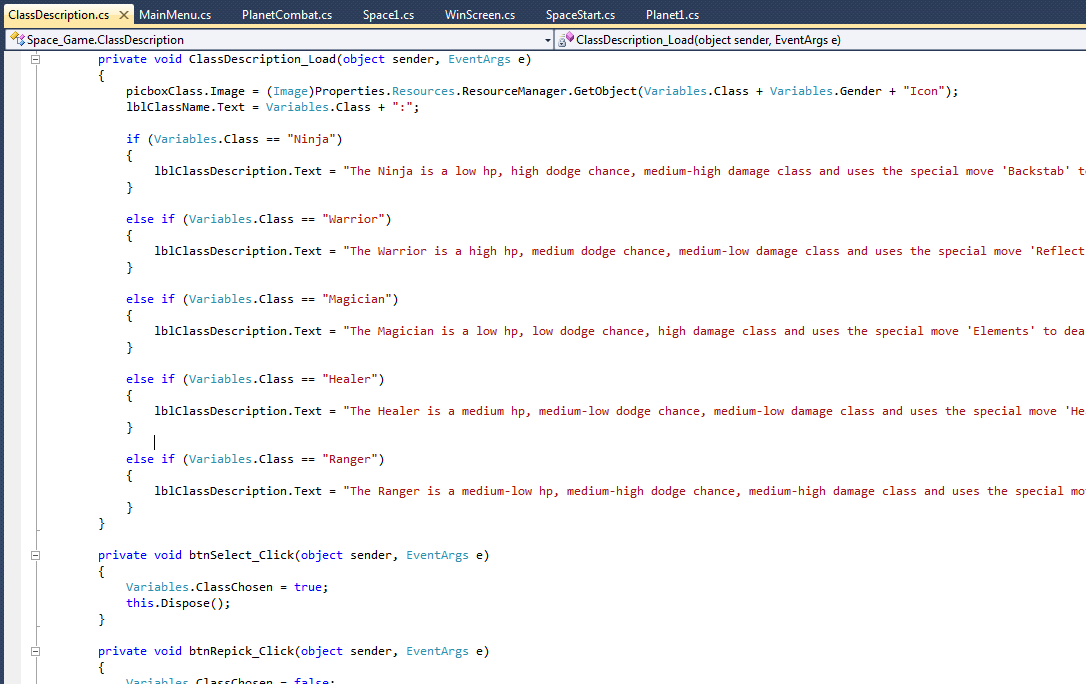 ClassDescription.cs MainMenu.cs PlanetCombat.cs Space1.cs WinScreen.cs SpaceStart.cs Planet1.cs
Space_Game.ClassDescription ClassDescription_Load(object sender, EventArgs e)
private void ClassDescription_Load(object sender, EventArgs e)
{
picboxClass.Image = (Image)Properties.Resources.ResourceManager.GetObject(Variables.Class + Variables.Gender + "Icon");
lblClassName.Text = Variables.Class + ":";
if (Variables.Class == "Ninja")
{
lblClassDescription.Text = "The Ninja is a low hp, high dodge chance, medium-high damage class and uses the special move 'Backstab' t
}
else if (Variables.Class == "Warrior")
{
lblClassDescription.Text = "The Warrior is a high hp, medium dodge chance, medium-low damage class and uses the special move 'Reflect
}
else if (Variables.Class == "Magician")
{
lblClassDescription.Text = "The Magician is a low hp, low dodge chance, high damage class and uses the special move 'Elements' to dea
}
else if (Variables.Class == "Healer")
{
lblClassDescription.Text = "The Healer is a medium hp, medium-low dodge chance, medium-low damage class and uses the special move 'He
}
else if (Variables.Class == "Ranger")
{
lblClassDescription.Text = "The Ranger is a medium-low hp, medium-high dodge chance, medium-high damage class and uses the special mo
}
}
private void btnSelect_Click(object sender, EventArgs e)
{
Variables.ClassChosen = true;
this.Dispose();
}
private void btnRepick_Click(object sender, EventArgs e)
{
Variables.ClassChosen = false;